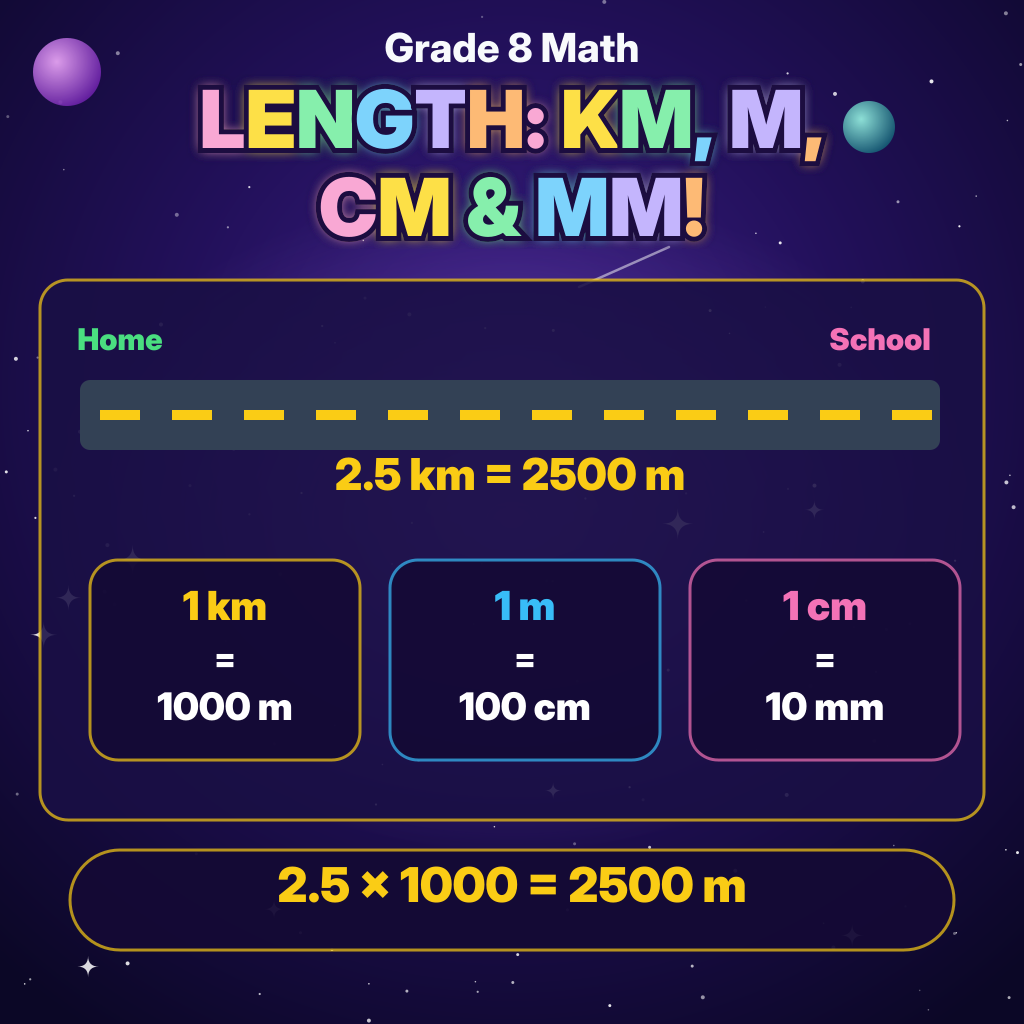 Grade 8 Math
LENGTH: KM, M,
CM & MM!
Home
School
2.5 km = 2500 m
1 km
=
1000 m
1 m
=
100 cm
1 cm
=
10 mm
2.5 × 1000 = 2500 m